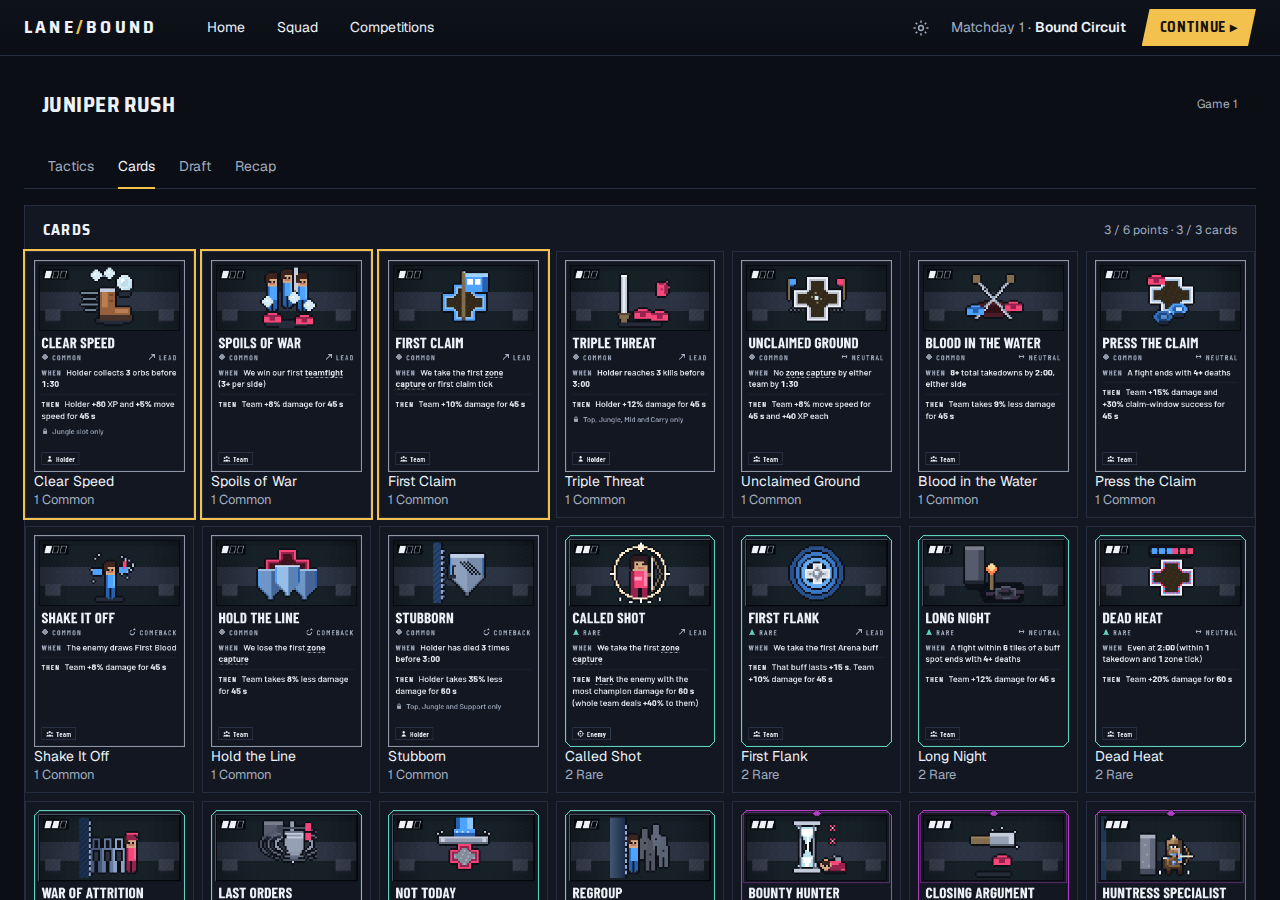 LANE/BOUND
Home
Squad
Competitions
Matchday 1 · Bound Circuit
CONTINUE ▸
JUNIPER RUSH
Game 1
Tactics
Cards
Draft
Recap
CARDS
3 / 6 points · 3 / 3 cards
CLEAR SPEED
COMMON
LEAD
WHEN Holder collects 3 orbs before
1:30
THEN Holder +80 XP and +5% move
speed for 45 s
Jungle slot only
Holder
Clear Speed
1 Common
SPOILS OF WAR
COMMON
LEAD
WHEN We win our first teamfight
(3+ per side)
THEN Team +8% damage for 45 s
Team
Spoils of War
1 Common
FIRST CLAIM
COMMON
LEAD
WHEN We take the first zone
capture or first claim tick
THEN Team +10% damage for 45 s
Team
First Claim
1 Common
TRIPLE THREAT
COMMON
LEAD
WHEN Holder reaches 3 kills before
3:00
THEN Holder +12% damage for 45 s
Top, Jungle, Mid and Carry only
Holder
Triple Threat
1 Common
UNCLAIMED GROUND
COMMON
NEUTRAL
WHEN No zone capture by either
team by 1:30
THEN Team +8% move speed for
45 s and +40 XP each
Team
Unclaimed Ground
1 Common
BLOOD IN THE WATER
COMMON
NEUTRAL
WHEN 8+ total takedowns by 2:00,
either side
THEN Team takes 9% less damage
for 45 s
Team
Blood in the Water
1 Common
PRESS THE CLAIM
COMMON
NEUTRAL
WHEN A fight ends with 4+ deaths
THEN Team +15% damage and
+30% claim-window success for
45 s
Team
Press the Claim
1 Common
SHAKE IT OFF
COMMON
COMEBACK
WHEN The enemy draws First Blood
THEN Team +8% damage for 45 s
Team
Shake It Off
1 Common
HOLD THE LINE
COMMON
COMEBACK
WHEN We lose the first zone
capture
THEN Team takes 8% less damage
for 45 s
Team
Hold the Line
1 Common
STUBBORN
COMMON
COMEBACK
WHEN Holder has died 3 times
before 3:00
THEN Holder takes 35% less
damage for 60 s
Top, Jungle and Support only
Holder
Stubborn
1 Common
CALLED SHOT
RARE
LEAD
WHEN We take the first zone
capture
THEN Mark the enemy with the
most champion damage for 60 s
(whole team deals +40% to them)
Enemy
Called Shot
2 Rare
FIRST FLANK
RARE
LEAD
WHEN We take the first Arena buff
THEN That buff lasts +15 s. Team
+10% damage for 45 s
Team
First Flank
2 Rare
LONG NIGHT
RARE
NEUTRAL
WHEN A fight within 6 tiles of a buff
spot ends with 4+ deaths
THEN Team +12% damage for 45 s
Team
Long Night
2 Rare
DEAD HEAT
RARE
NEUTRAL
WHEN Even at 2:00 (within 1
takedown and 1 zone tick)
THEN Team +20% damage for 60 s
Team
Dead Heat
2 Rare
WAR OF ATTRITION
LAST ORDERS
NOT TODAY
REGROUP
BOUNTY HUNTER
CLOSING ARGUMENT
HUNTRESS SPECIALIST